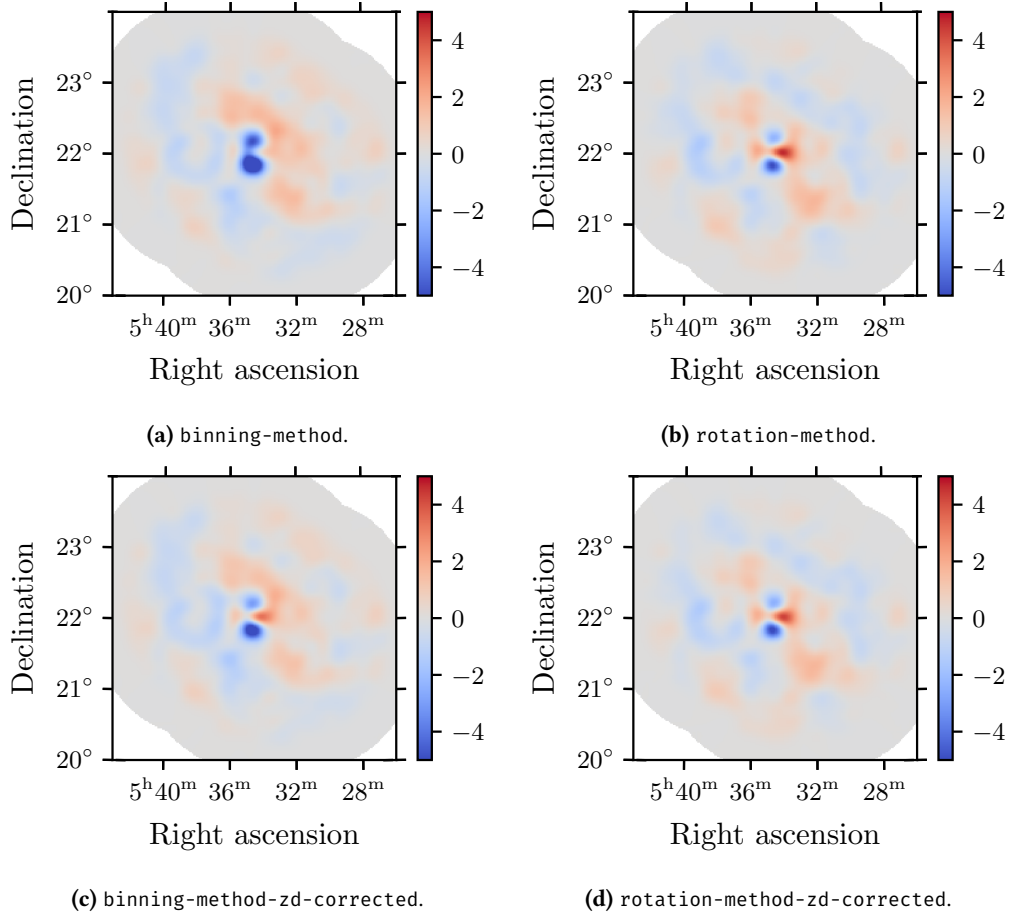 23°
22°
21°
20°
Declination
5ʰ40ᵐ 36ᵐ 32ᵐ 28ᵐ
Right ascension
4
2
0
−2
−4
(a) binning-method.
23°
22°
21°
20°
Declination
5ʰ40ᵐ 36ᵐ 32ᵐ 28ᵐ
Right ascension
4
2
0
−2
−4
(b) rotation-method.
23°
22°
21°
20°
Declination
5ʰ40ᵐ 36ᵐ 32ᵐ 28ᵐ
Right ascension
4
2
0
−2
−4
(c) binning-method-zd-corrected.
23°
22°
21°
20°
Declination
5ʰ40ᵐ 36ᵐ 32ᵐ 28ᵐ
Right ascension
4
2
0
−2
−4
(d) rotation-method-zd-corrected.